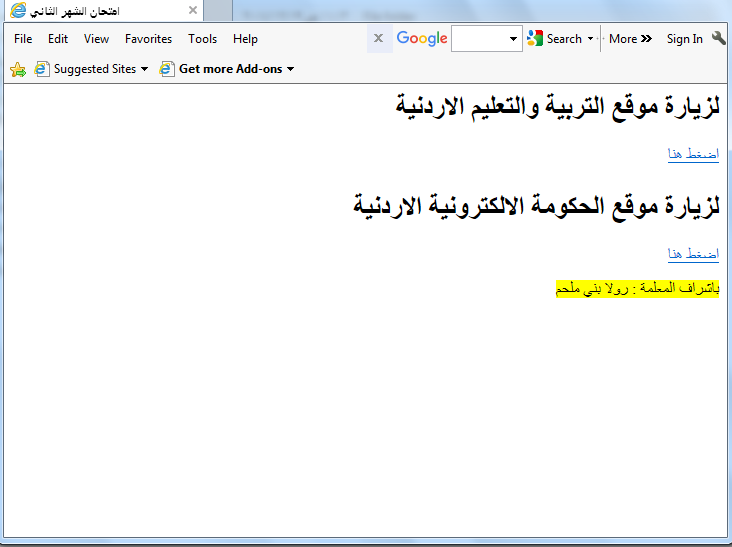 امتحان الشهر الثاني
File Edit View Favorites Tools Help
x Google Search More Sign In
Suggested Sites Get more Add-ons
لزيارة موقع التربية والتعليم الاردنية
اضغط هنا
لزيارة موقع الحكومة الالكترونية الاردنية
اضغط هنا
باشراف المعلمة : رولا بني ملحم